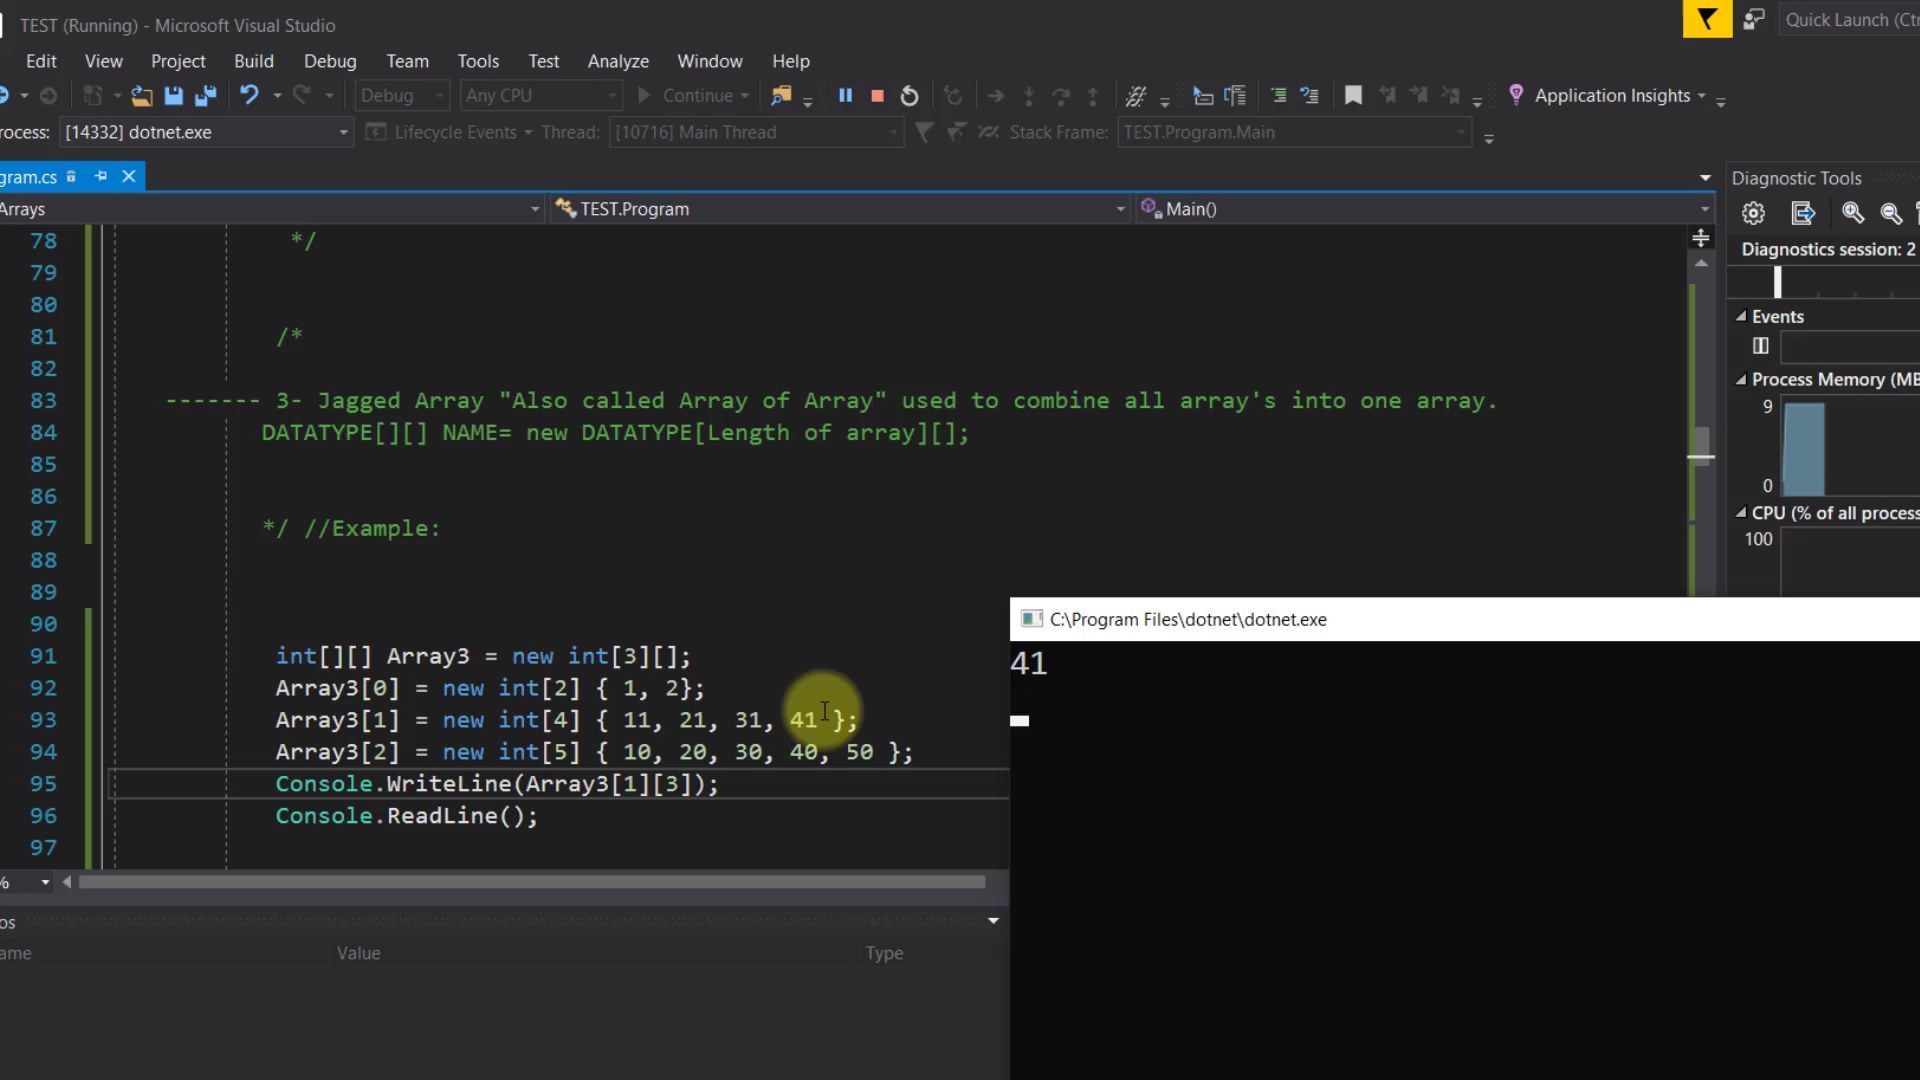 TEST (Running) - Microsoft Visual Studio
Quick Launch (Ctr
Edit View Project Build Debug Team Tools Test Analyze Window Help
Debug Any CPU Continue Application Insights
rocess: [14332] dotnet.exe Lifecycle Events Thread: [10716] Main Thread Stack Frame: TEST.Program.Main
gram.cs
Arrays TEST.Program Main()
78 */
79
80
81 /*
82
83 ------- 3- Jagged Array "Also called Array of Array" used to combine all array's into one array.
84 DATATYPE[][] NAME= new DATATYPE[Length of array][];
85
86
87 */ //Example:
88
89
90
91 int[][] Array3 = new int[3][];
92 Array3[0] = new int[2] { 1, 2};
93 Array3[1] = new int[4] { 11, 21, 31, 41 };
94 Array3[2] = new int[5] { 10, 20, 30, 40, 50 };
95 Console.WriteLine(Array3[1][3]);
96 Console.ReadLine();
97
%
os
ame Value Type
Diagnostic Tools
Diagnostics session: 2
Events
Process Memory (MB
9
0
CPU (% of all process
100
C:\Program Files\dotnet\dotnet.exe
41